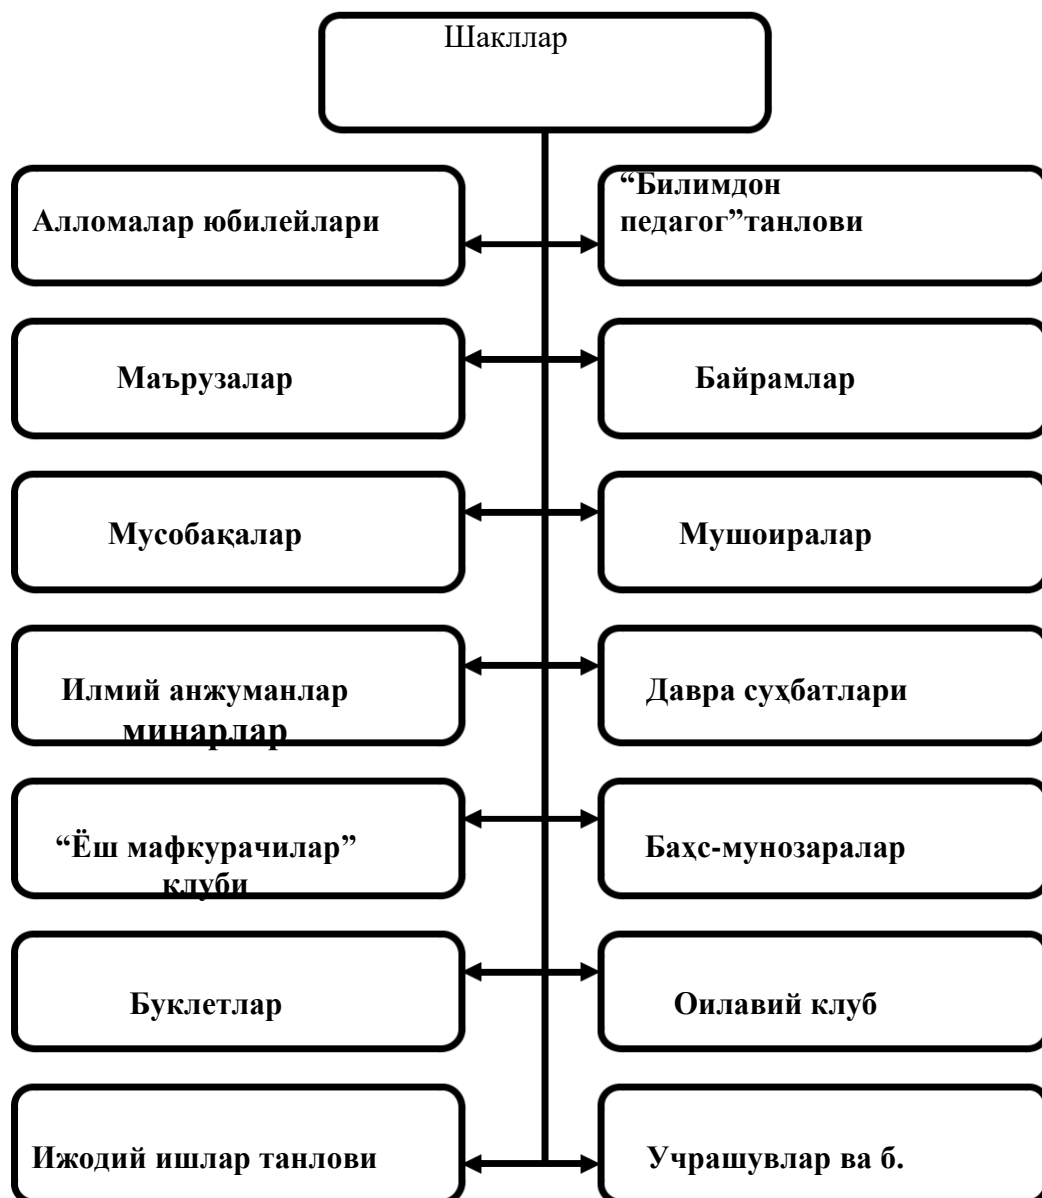 Шакллар
Алломалар юбилейлари
“Билимдон
педагог”танлови
Маърузалар
Байрамлар
Мусобақалар
Мушоиралар
Илмий анжуманлар
минарлар
Давра суҳбатлари
“Ёш мафкурачилар”
клуби
Баҳс-мунозаралар
Буклетлар
Оилавий клуб
Ижодий ишлар танлови
Учрашувлар ва б.